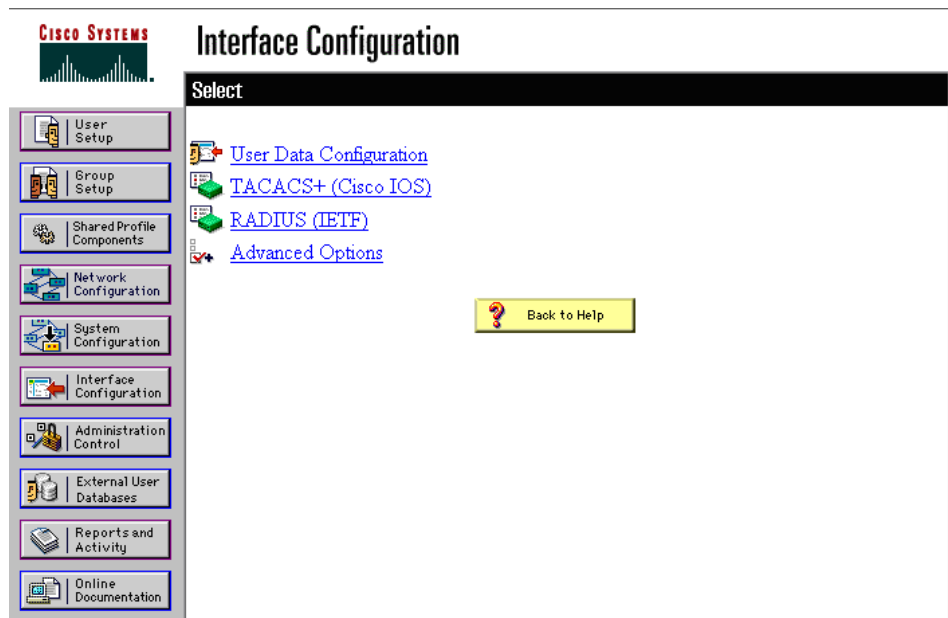 CISCO SYSTEMS
Interface Configuration
Select
User
Setup
Group
Setup
Shared Profile
Components
Network
Configuration
System
Configuration
Interface
Configuration
Administration
Control
External User
Databases
Reports and
Activity
Online
Documentation
User Data Configuration
TACACS+ (Cisco IOS)
RADIUS (IETF)
Advanced Options
Back to Help